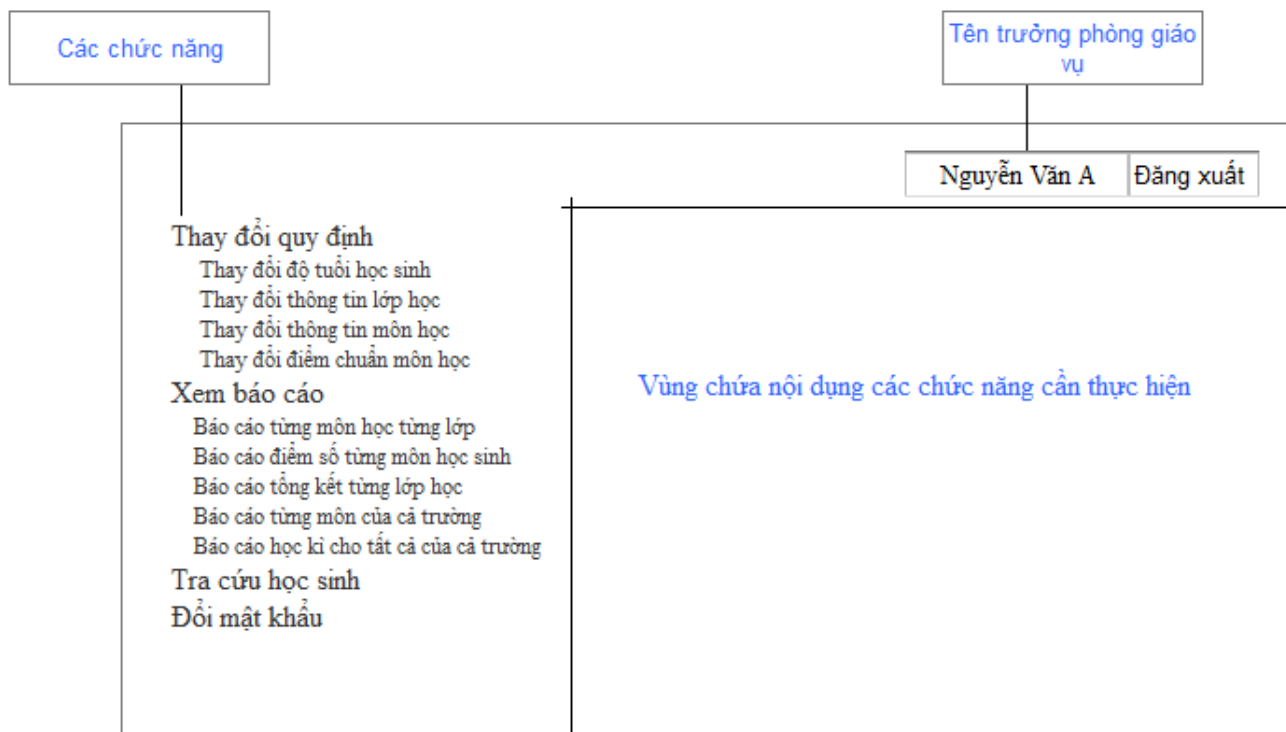 Các chức năng
Tên trưởng phòng giáo
vụ
Nguyễn Văn A
Đăng xuất
Thay đổi quy định
Thay đổi độ tuổi học sinh
Thay đổi thông tin lớp học
Thay đổi thông tin môn học
Thay đổi điểm chuẩn môn học
Xem báo cáo
Báo cáo từng môn học từng lớp
Báo cáo điểm số từng môn học sinh
Báo cáo tổng kết từng lớp học
Báo cáo từng môn của cả trường
Báo cáo học kì cho tất cả của cả trường
Tra cứu học sinh
Đổi mật khẩu
Vùng chứa nội dụng các chức năng cần thực hiện